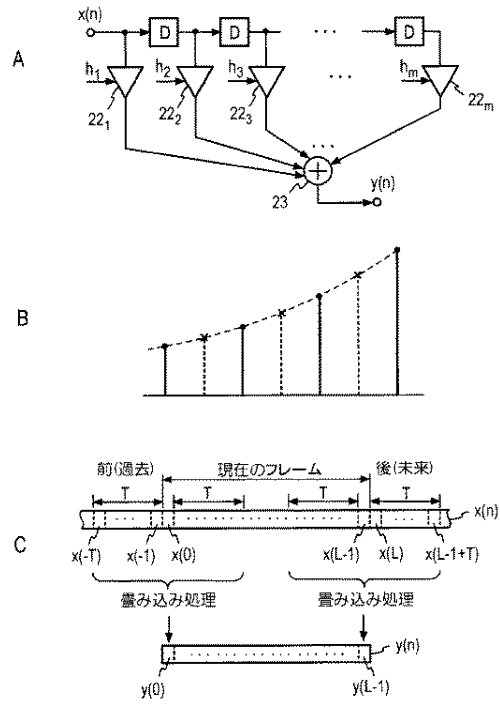 A
x(n) D D ··· D
h1 h2 h3 ··· hm
221 222 223 22m
···
23 y(n)
B
C
前(過去) 現在のフレーム 後(未来)
T T T T
x(n)
x(-T) x(-1) x(0) x(L-1) x(L) x(L-1+T)
畳み込み処理 畳み込み処理
y(n)
y(0) y(L-1)